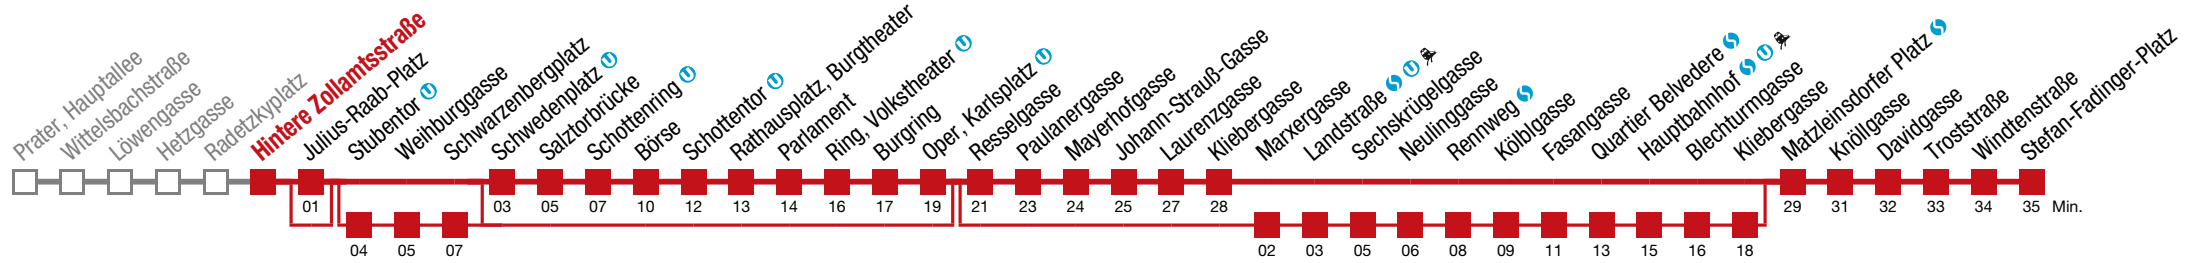 Prater, Hauptallee
Wittelsbachstraße
Löwengasse
Hetzgasse
Radetzkyplatz
Hintere Zollamtsstraße
Julius-Raab-Platz
Stubentor U
Weihburggasse
Schwarzenbergplatz
Schwedenplatz U
Salztorbrücke
Schottenring U
Börse
Schottentor U
Rathausplatz, Burgtheater
Parlament
Ring, Volkstheater U
Burgring
Oper, Karlsplatz U
Resselgasse
Paulanergasse
Mayerhofgasse
Johann-Strauß-Gasse
Laurenzgasse
Kliebergasse
Marxergasse
Landstraße S U
Sechskrügelgasse
Neulinggasse
Rennweg S
Kölblgasse
Fasangasse
Quartier Belvedere S
Hauptbahnhof S U
Blechturmgasse
Kliebergasse
Matzleinsdorfer Platz S
Knöllgasse
Davidgasse
Troststraße
Windtenstraße
Stefan-Fadinger-Platz
01 03 05 07 10 12 13 14 16 17 19 21 23 24 25 27 28 29 31 32 33 34 35 Min.
04 05 07 02 03 05 06 08 09 11 13 15 16 18